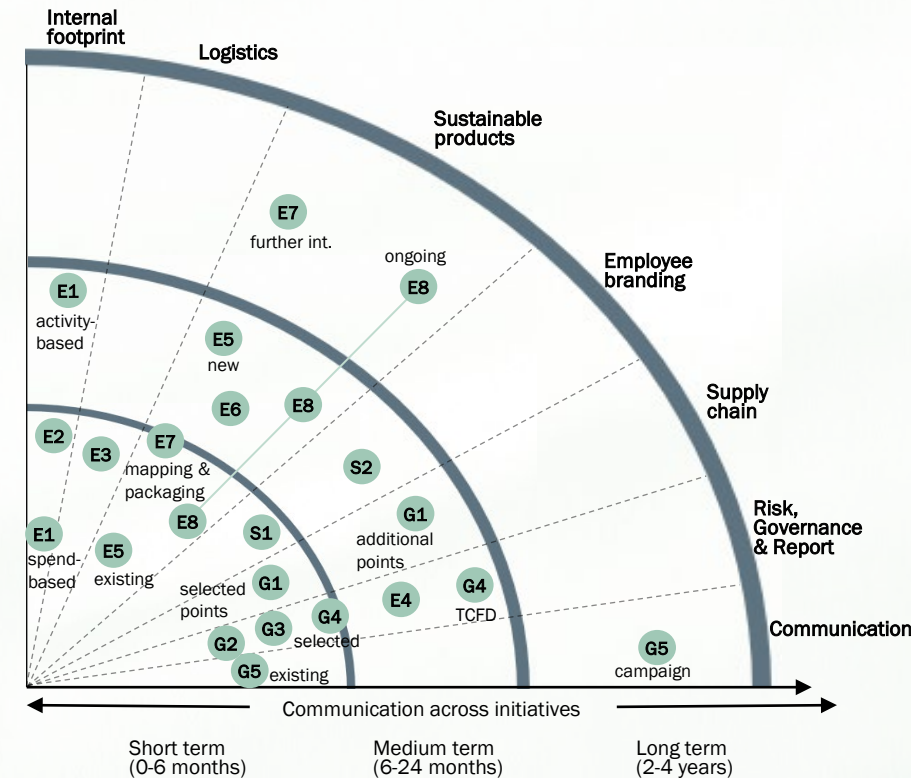 Internal
footprint
Logistics
Sustainable
products
Employee
branding
Supply
chain
Risk,
Governance
& Report
Communication
E7
further int.
ongoing
E8
E1
activity-
based
E5
new
E6
E8
E2
E3
E7
mapping &
packaging
S2
G1
additional
points
E8
S1
E1
spend-
based
E5
existing
selected
points
G1
E4
G4
TCFD
G4
selected
G3
G2
G5
existing
G5
campaign
Communication across initiatives
Short term
(0-6 months)
Medium term
(6-24 months)
Long term
(2-4 years)